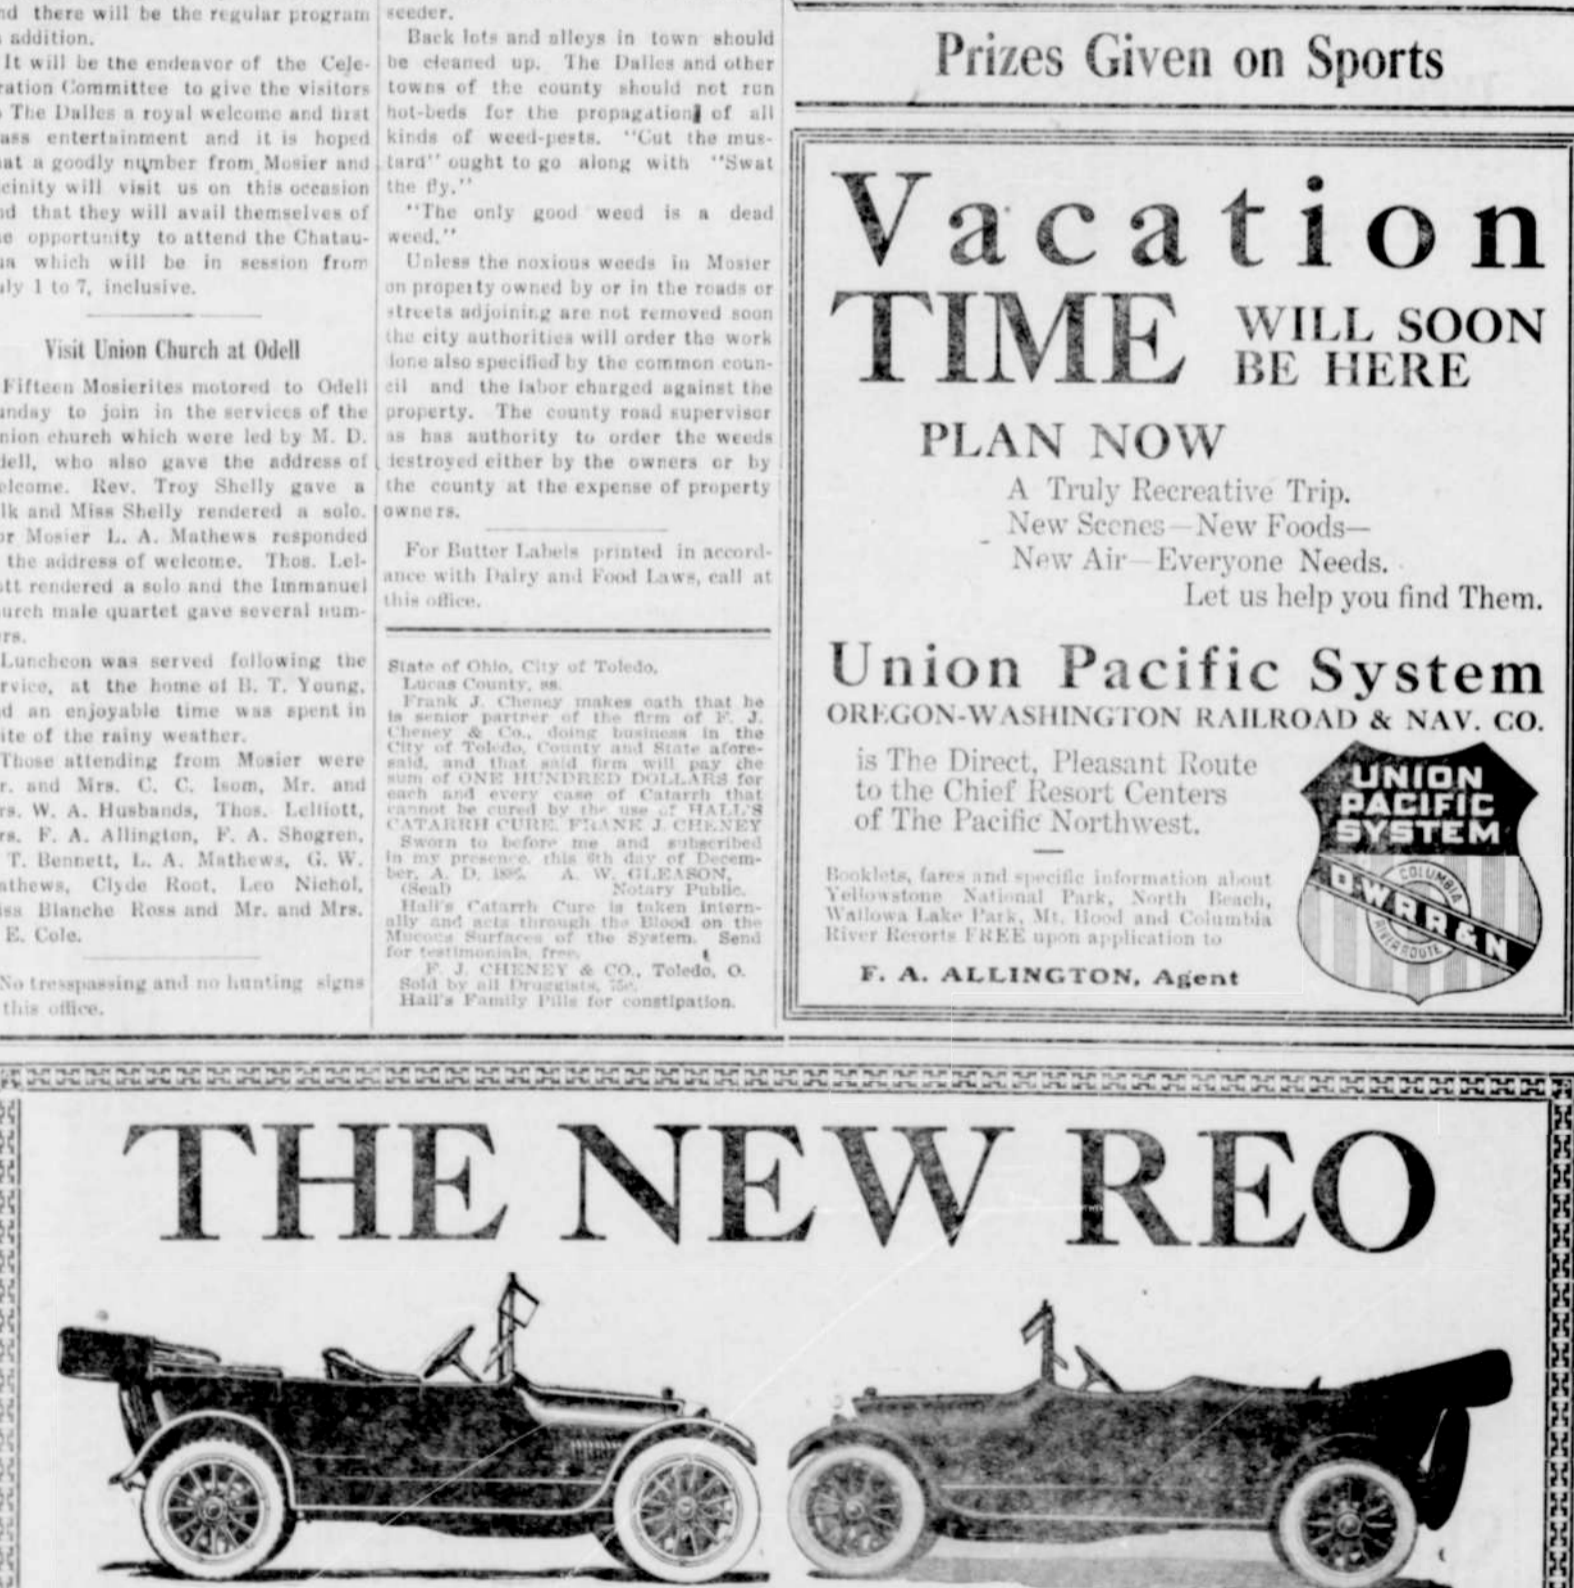 nd there will be the regular program
addition.
It will be the endeavor of the Cele-
ration Committee to give the visitors
The Dalles a royal welcome and first
ass entertainment and it is hoped
at a goodly number from Mosier and
cinity will visit us on this occasion
nd that they will avail themselves of
e opportunity to attend the Chatau-
ua which will be in session from
uly 1 to 7, inclusive.
Visit Union Church at Odell
Fifteen Mosierites motored to Odell
unday to join in the services of the
nion church which were led by M. D.
dell, who also gave the address of
elcome. Rev. Troy Shelly gave a
lk and Miss Shelly rendered a solo.
or Mosier L. A. Mathews responded
the address of welcome. Thos. Lel-
ott rendered a solo and the Immanuel
urch male quartet gave several num-
ers.
Luncheon was served following the
rvice, at the home of B. T. Young,
nd an enjoyable time was spent in
ite of the rainy weather.
Those attending from Mosier were
r. and Mrs. C. C. Isom, Mr. and
rs. W. A. Husbands, Thos. Lelliott,
rs. F. A. Allington, F. A. Shogren,
T. Bennett, L. A. Mathews, G. W.
athews, Clyde Root, Leo Nichol,
iss Blanche Ross and Mr. and Mrs.
E. Cole.
No tresspassing and no hunting signs
this office.
seeder.
Back lots and alleys in town should
be cleaned up. The Dalles and other
towns of the county should not run
hot-beds for the propagation of all
kinds of weed-pests. "Cut the mus-
tard" ought to go along with "Swat
the fly."
"The only good weed is a dead
weed."
Unless the noxious weeds in Mosier
on property owned by or in the roads or
streets adjoining are not removed soon
the city authorities will order the work
done also specified by the common coun-
cil and the labor charged against the
property. The county road supervisor
as has authority to order the weeds
destroyed either by the owners or by
the county at the expense of property
owners.
For Butter Labels printed in accord-
ance with Dairy and Food Laws, call at
this office.
State of Ohio, City of Toledo,
Lucas County, ss.
Frank J. Cheney makes oath that he
is senior partner of the firm of F. J.
Cheney & Co., doing business in the
City of Toledo, County and State afore-
said, and that said firm will pay the
sum of ONE HUNDRED DOLLARS for
each and every case of Catarrh that
cannot be cured by the use of HALL'S
CATARRH CURE. FRANK J. CHENEY
Sworn to before me and subscribed
in my presence, this 6th day of Decem-
ber, A. D. A. W. GLEASON,
(Seal) Notary Public.
Hall's Catarrh Cure is taken intern-
ally and acts through the Blood on the
Mucous Surfaces of the System. Send
for testimonials, free.
F. J. CHENEY & CO., Toledo, O.
Sold by all Druggists, 75c.
Hall's Family Pills for constipation.
Prizes Given on Sports
Vacation
TIME WILL SOON
BE HERE
PLAN NOW
A Truly Recreative Trip.
New Scenes—New Foods—
New Air—Everyone Needs.
Let us help you find Them.
Union Pacific System
OREGON-WASHINGTON RAILROAD & NAV. CO.
is The Direct, Pleasant Route
to the Chief Resort Centers
of The Pacific Northwest.
Booklets, fares and specific information about
Yellowstone National Park, North Beach,
Wallowa Lake Park, Mt. Hood and Columbia
River Resorts FREE upon application to
F. A. ALLINGTON, Agent
UNION
PACIFIC
SYSTEM
COLUMBIA
O-W.R.R.& N
RIVER ROUTE
THE NEW REO